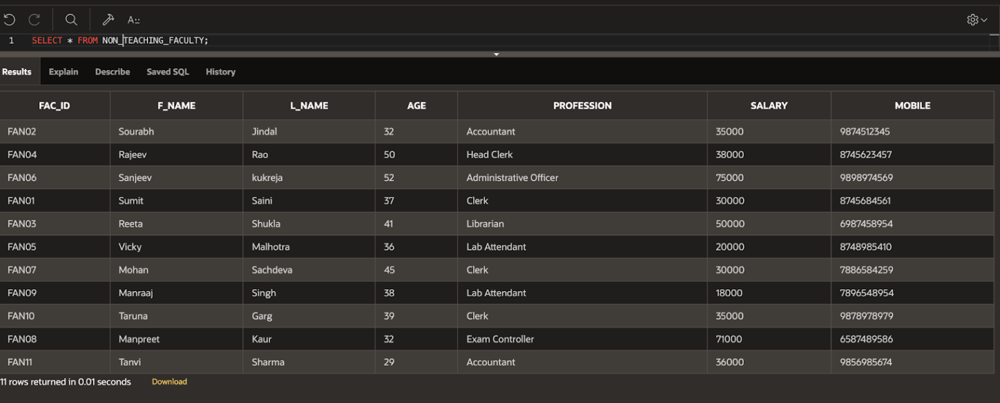 A::
1 SELECT * FROM NON_TEACHING_FACULTY;
Results Explain Describe Saved SQL History
FAC_ID F_NAME L_NAME AGE PROFESSION SALARY MOBILE
FAN02 Sourabh Jindal 32 Accountant 35000 9874512345
FAN04 Rajeev Rao 50 Head Clerk 38000 8745623457
FAN06 Sanjeev kukreja 52 Administrative Officer 75000 9898974569
FAN01 Sumit Saini 37 Clerk 30000 8745684561
FAN03 Reeta Shukla 41 Librarian 50000 6987458954
FAN05 Vicky Malhotra 36 Lab Attendant 20000 8748985410
FAN07 Mohan Sachdeva 45 Clerk 30000 7886584259
FAN09 Manraaj Singh 38 Lab Attendant 18000 7896548954
FAN10 Taruna Garg 39 Clerk 35000 9878978979
FAN08 Manpreet Kaur 32 Exam Controller 71000 6587489586
FAN11 Tanvi Sharma 29 Accountant 36000 9856985674
11 rows returned in 0.01 seconds Download